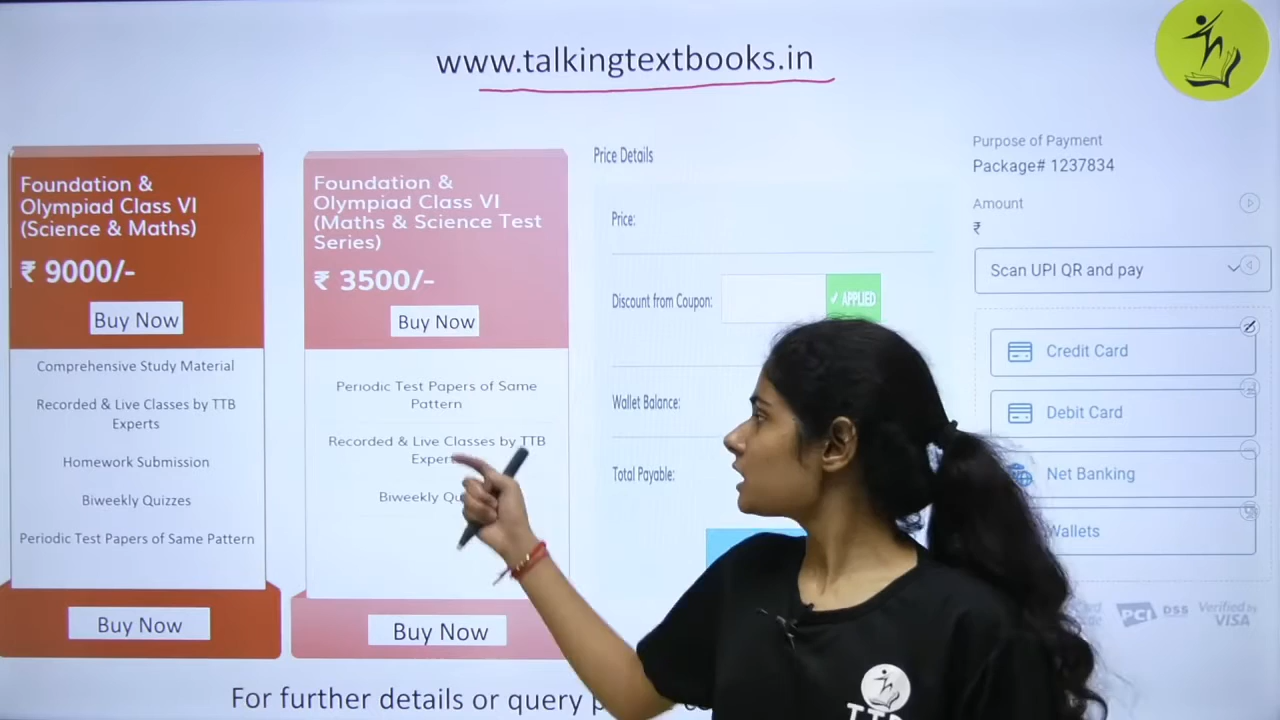 www.talkingtextbooks.in
Foundation &
Olympiad Class VI
(Science & Maths)
₹ 9000/-
Buy Now
Comprehensive Study Material
Recorded & Live Classes by TTB
Experts
Homework Submission
Biweekly Quizzes
Periodic Test Papers of Same Pattern
Buy Now
Foundation &
Olympiad Class VI
(Maths & Science Test
Series)
₹ 3500/-
Buy Now
Periodic Test Papers of Same
Pattern
Recorded & Live Classes by TTB
Biweekly
Buy Now
Price Details
Price:
Discount from Coupon:
✓ APPLIED
Wallet Balance:
Total Payable:
Purpose of Payment
Package# 1237834
Amount
₹
Scan UPI QR and pay
Credit Card
Debit Card
Net Banking
Wallets
PCI DSS Verified by
VISA
For further details or query